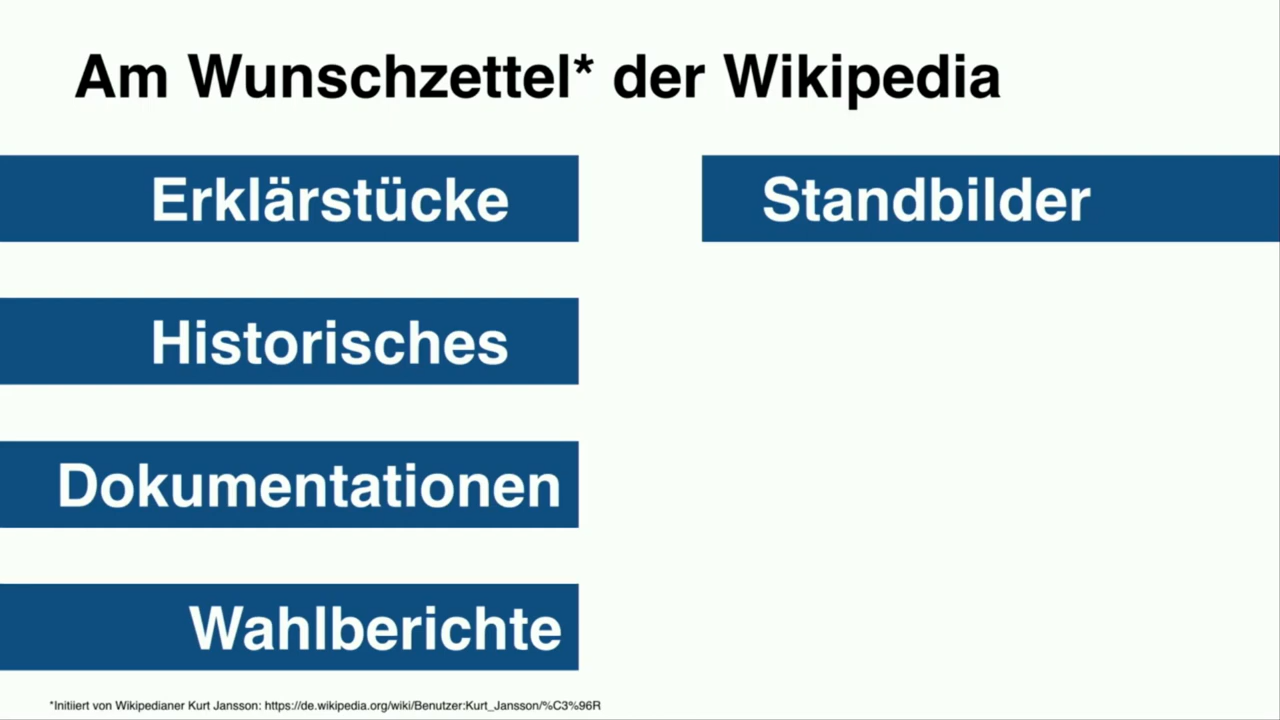 Am Wunschzettel* der Wikipedia
Erklärstücke
Standbilder
Historisches
Dokumentationen
Wahlberichte
*Initiiert von Wikipedianer Kurt Jansson: https://de.wikipedia.org/wiki/Benutzer:Kurt_Jansson/%C3%96R